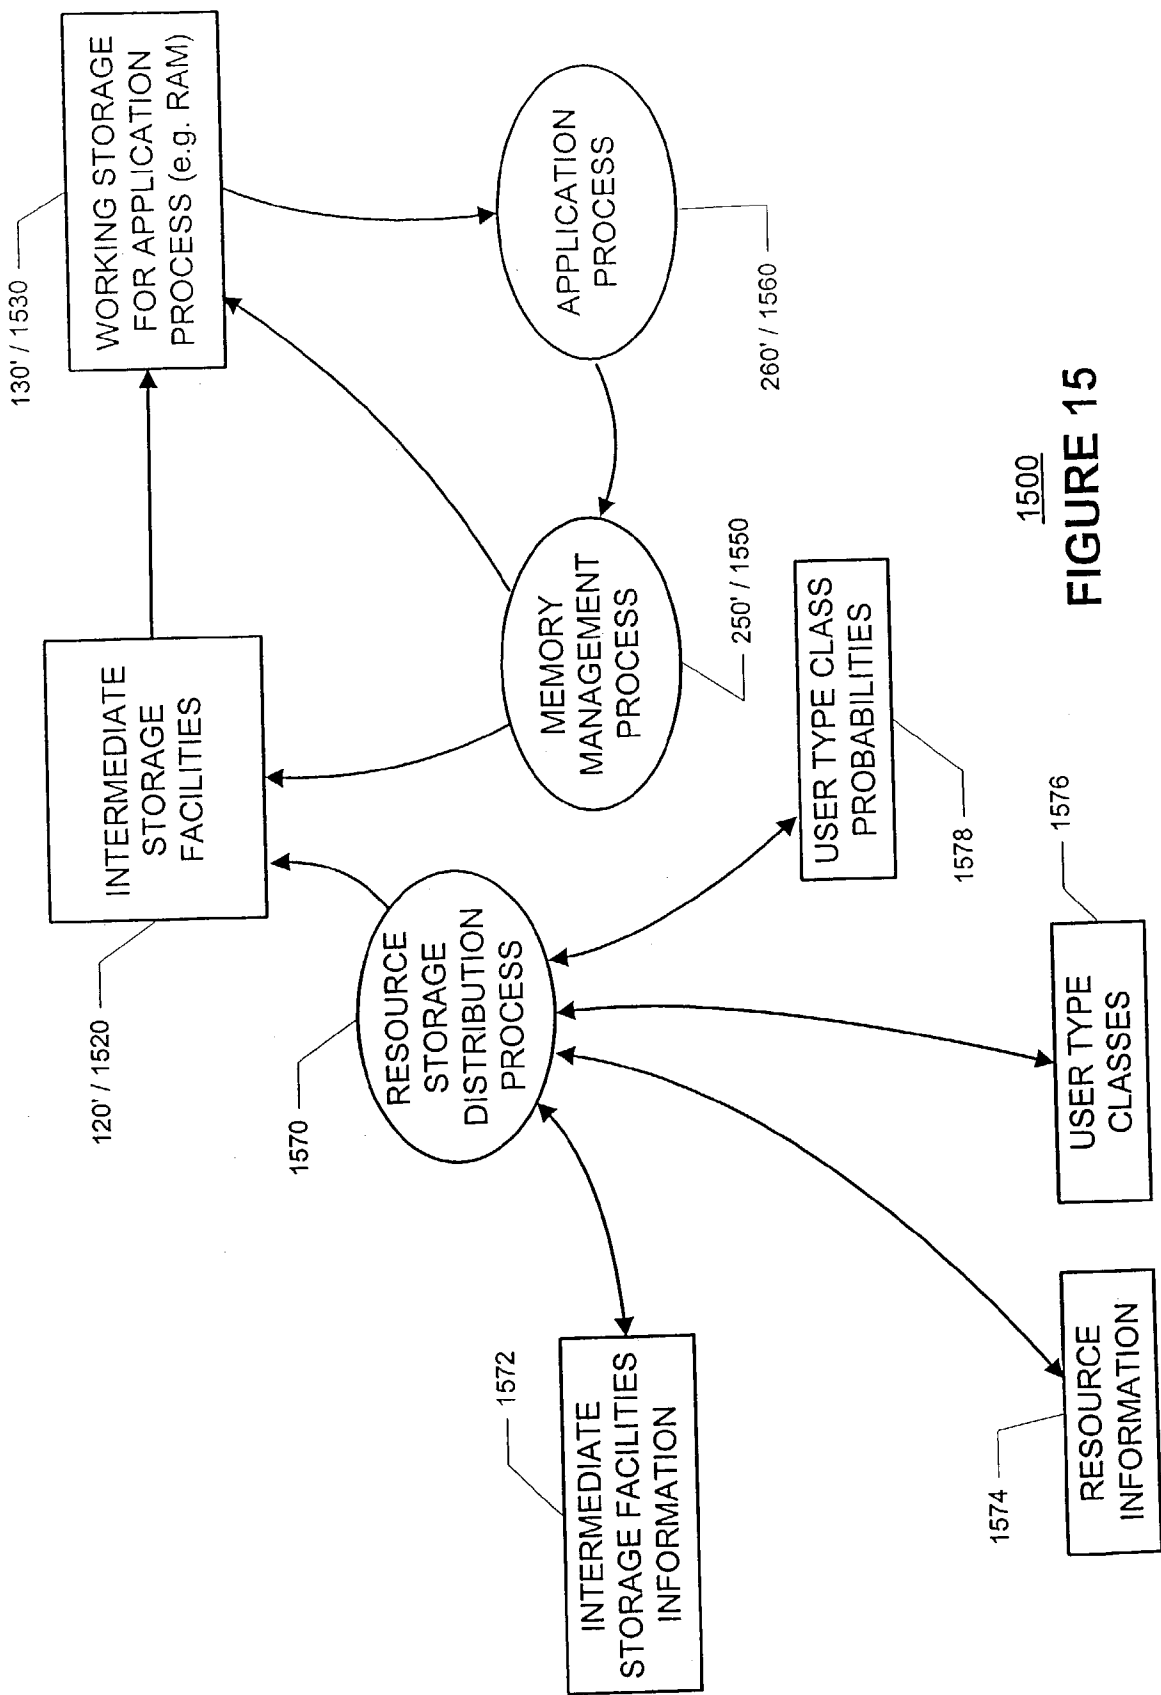 120' / 1520
INTERMEDIATE
STORAGE
FACILITIES
130' / 1530
WORKING STORAGE
FOR APPLICATION
PROCESS (e.g. RAM)
1570
RESOURCE
STORAGE
DISTRIBUTION
PROCESS
MEMORY
MANAGEMENT
PROCESS
250' / 1550
APPLICATION
PROCESS
260' / 1560
1572
INTERMEDIATE
STORAGE FACILITIES
INFORMATION
USER TYPE CLASS
PROBABILITIES
1578
1574
RESOURCE
INFORMATION
USER TYPE
CLASSES
1576
1500
FIGURE 15